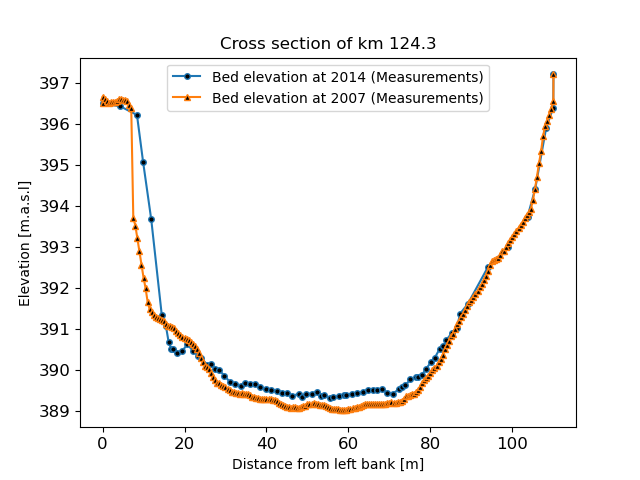 Cross section of km 124.3
Bed elevation at 2014 (Measurements)
Bed elevation at 2007 (Measurements)
397
396
395
394
393
392
391
390
389
Elevation [m.a.s.l]
0 20 40 60 80 100
Distance from left bank [m]